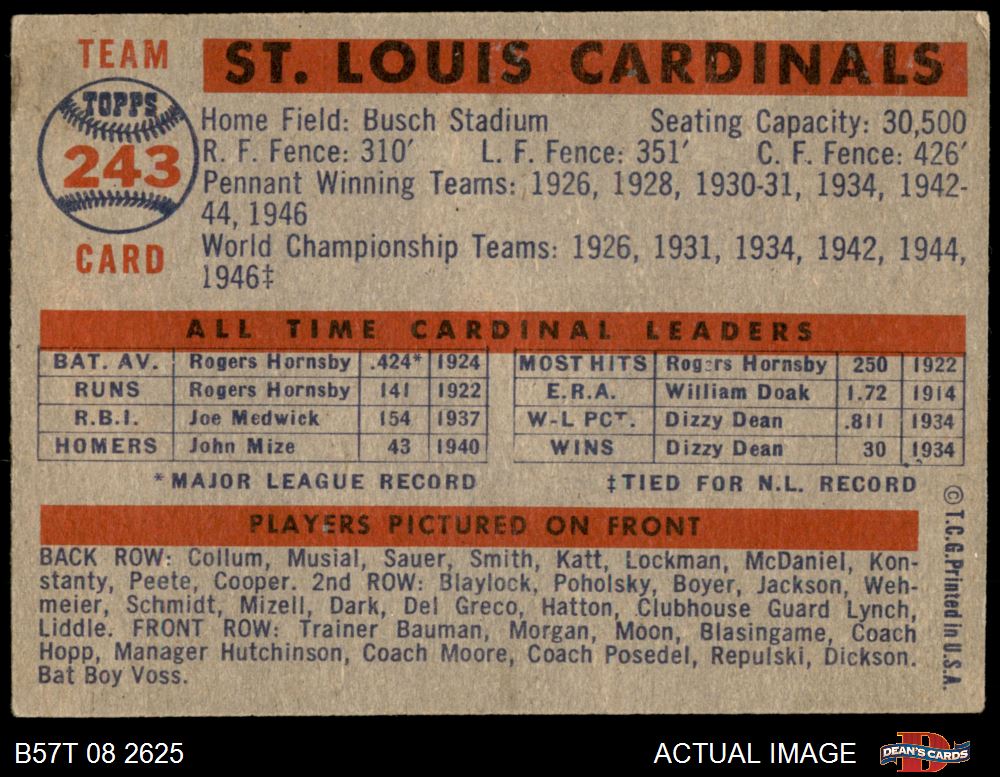 TEAM
TOPPS
243
CARD
ST. LOUIS CARDINALS
Home Field: Busch Stadium Seating Capacity: 30,500
R. F. Fence: 310′ L. F. Fence: 351′ C. F. Fence: 426′
Pennant Winning Teams: 1926, 1928, 1930-31, 1934, 1942-
44, 1946
World Championship Teams: 1926, 1931, 1934, 1942, 1944,
1946‡
ALL TIME CARDINAL LEADERS
BAT. AV. Rogers Hornsby .424* 1924
RUNS Rogers Hornsby 141 1922
R.B.I. Joe Medwick 154 1937
HOMERS John Mize 43 1940
MOST HITS Rogers Hornsby 250 1922
E.R.A. William Doak 1.72 1914
W-L PCT. Dizzy Dean .811 1934
WINS Dizzy Dean 30 1934
*MAJOR LEAGUE RECORD ‡TIED FOR N.L. RECORD
PLAYERS PICTURED ON FRONT
BACK ROW: Collum, Musial, Sauer, Smith, Katt, Lockman, McDaniel, Kon-
stanty, Peete, Cooper. 2nd ROW: Blaylock, Poholsky, Boyer, Jackson, Weh-
meier, Schmidt, Mizell, Dark, Del Greco, Hatton, Clubhouse Guard Lynch,
Liddle. FRONT ROW: Trainer Bauman, Morgan, Moon, Blasingame, Coach
Hopp, Manager Hutchinson, Coach Moore, Coach Posedel, Repulski, Dickson.
Bat Boy Voss.
© T.C.G. Printed in U.S.A.
B57T 08 2625
ACTUAL IMAGE
DEAN'S CARDS